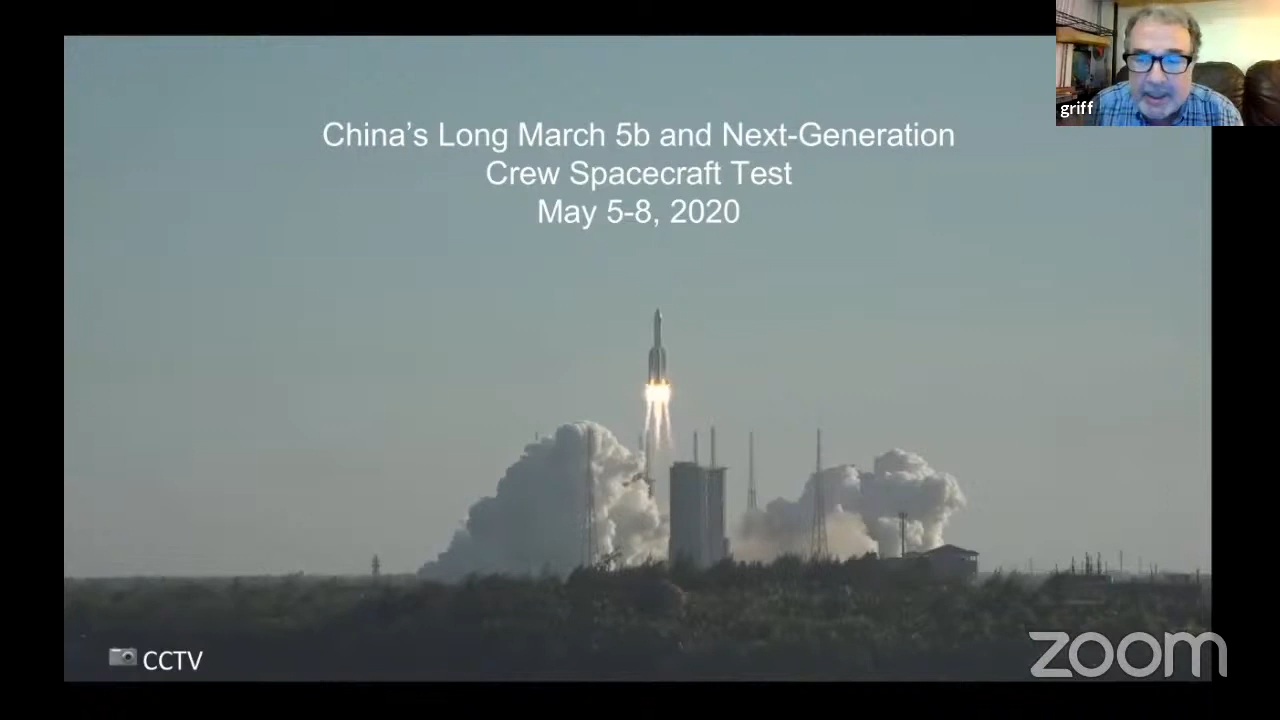 griff
China's Long March 5b and Next-Generation
Crew Spacecraft Test
May 5-8, 2020
CCTV
zoom